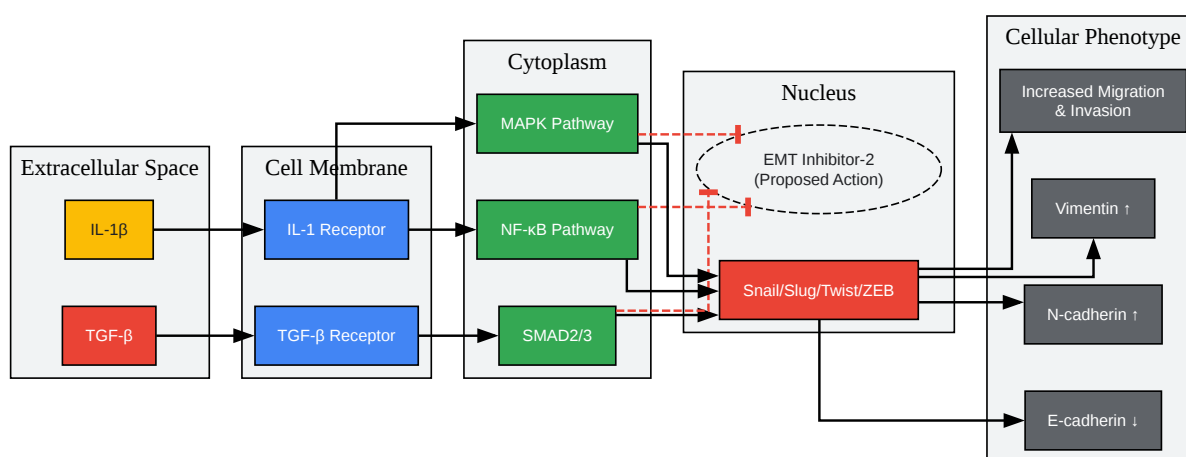 Extracellular Space
IL-1β
TGF-β
Cell Membrane
IL-1 Receptor
TGF-β Receptor
Cytoplasm
MAPK Pathway
NF-κB Pathway
SMAD2/3
Nucleus
EMT Inhibitor-2
(Proposed Action)
Snail/Slug/Twist/ZEB
Cellular Phenotype
Increased Migration
& Invasion
Vimentin ↑
N-cadherin ↑
E-cadherin ↓